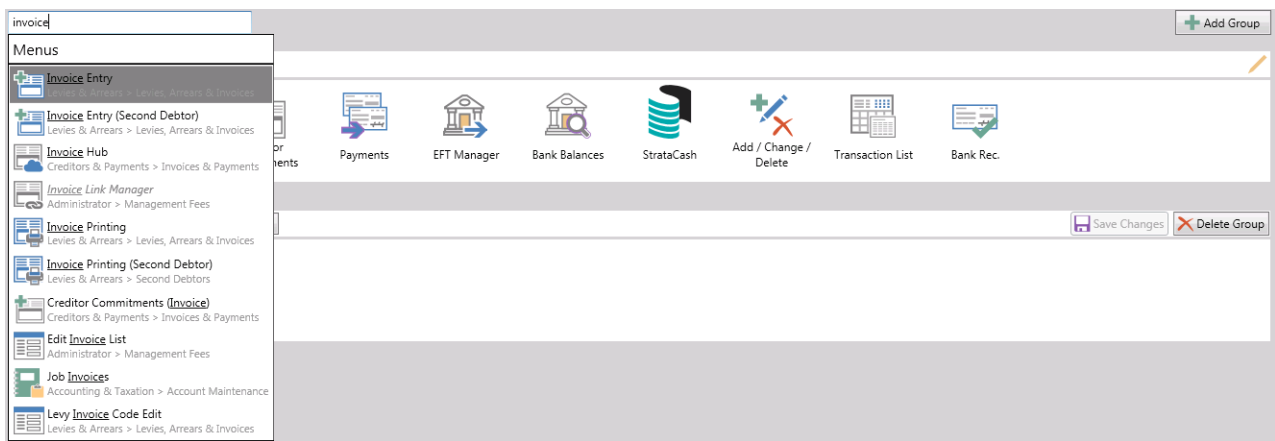 invoice
Add Group
Menus
Invoice Entry
Levies & Arrears > Levies, Arrears & Invoices
Invoice Entry (Second Debtor)
Levies & Arrears > Levies, Arrears & Invoices
Invoice Hub
Creditors & Payments > Invoices & Payments
Invoice Link Manager
Administrator > Management Fees
Invoice Printing
Levies & Arrears > Levies, Arrears & Invoices
Invoice Printing (Second Debtor)
Levies & Arrears > Second Debtors
Creditor Commitments (Invoice)
Creditors & Payments > Invoices & Payments
Edit Invoice List
Administrator > Management Fees
Job Invoices
Accounting & Taxation > Account Maintenance
Levy Invoice Code Edit
Levies & Arrears > Levies, Arrears & Invoices
Payments
EFT Manager
Bank Balances
StrataCash
Add / Change /
Delete
Transaction List
Bank Rec.
Save Changes
Delete Group